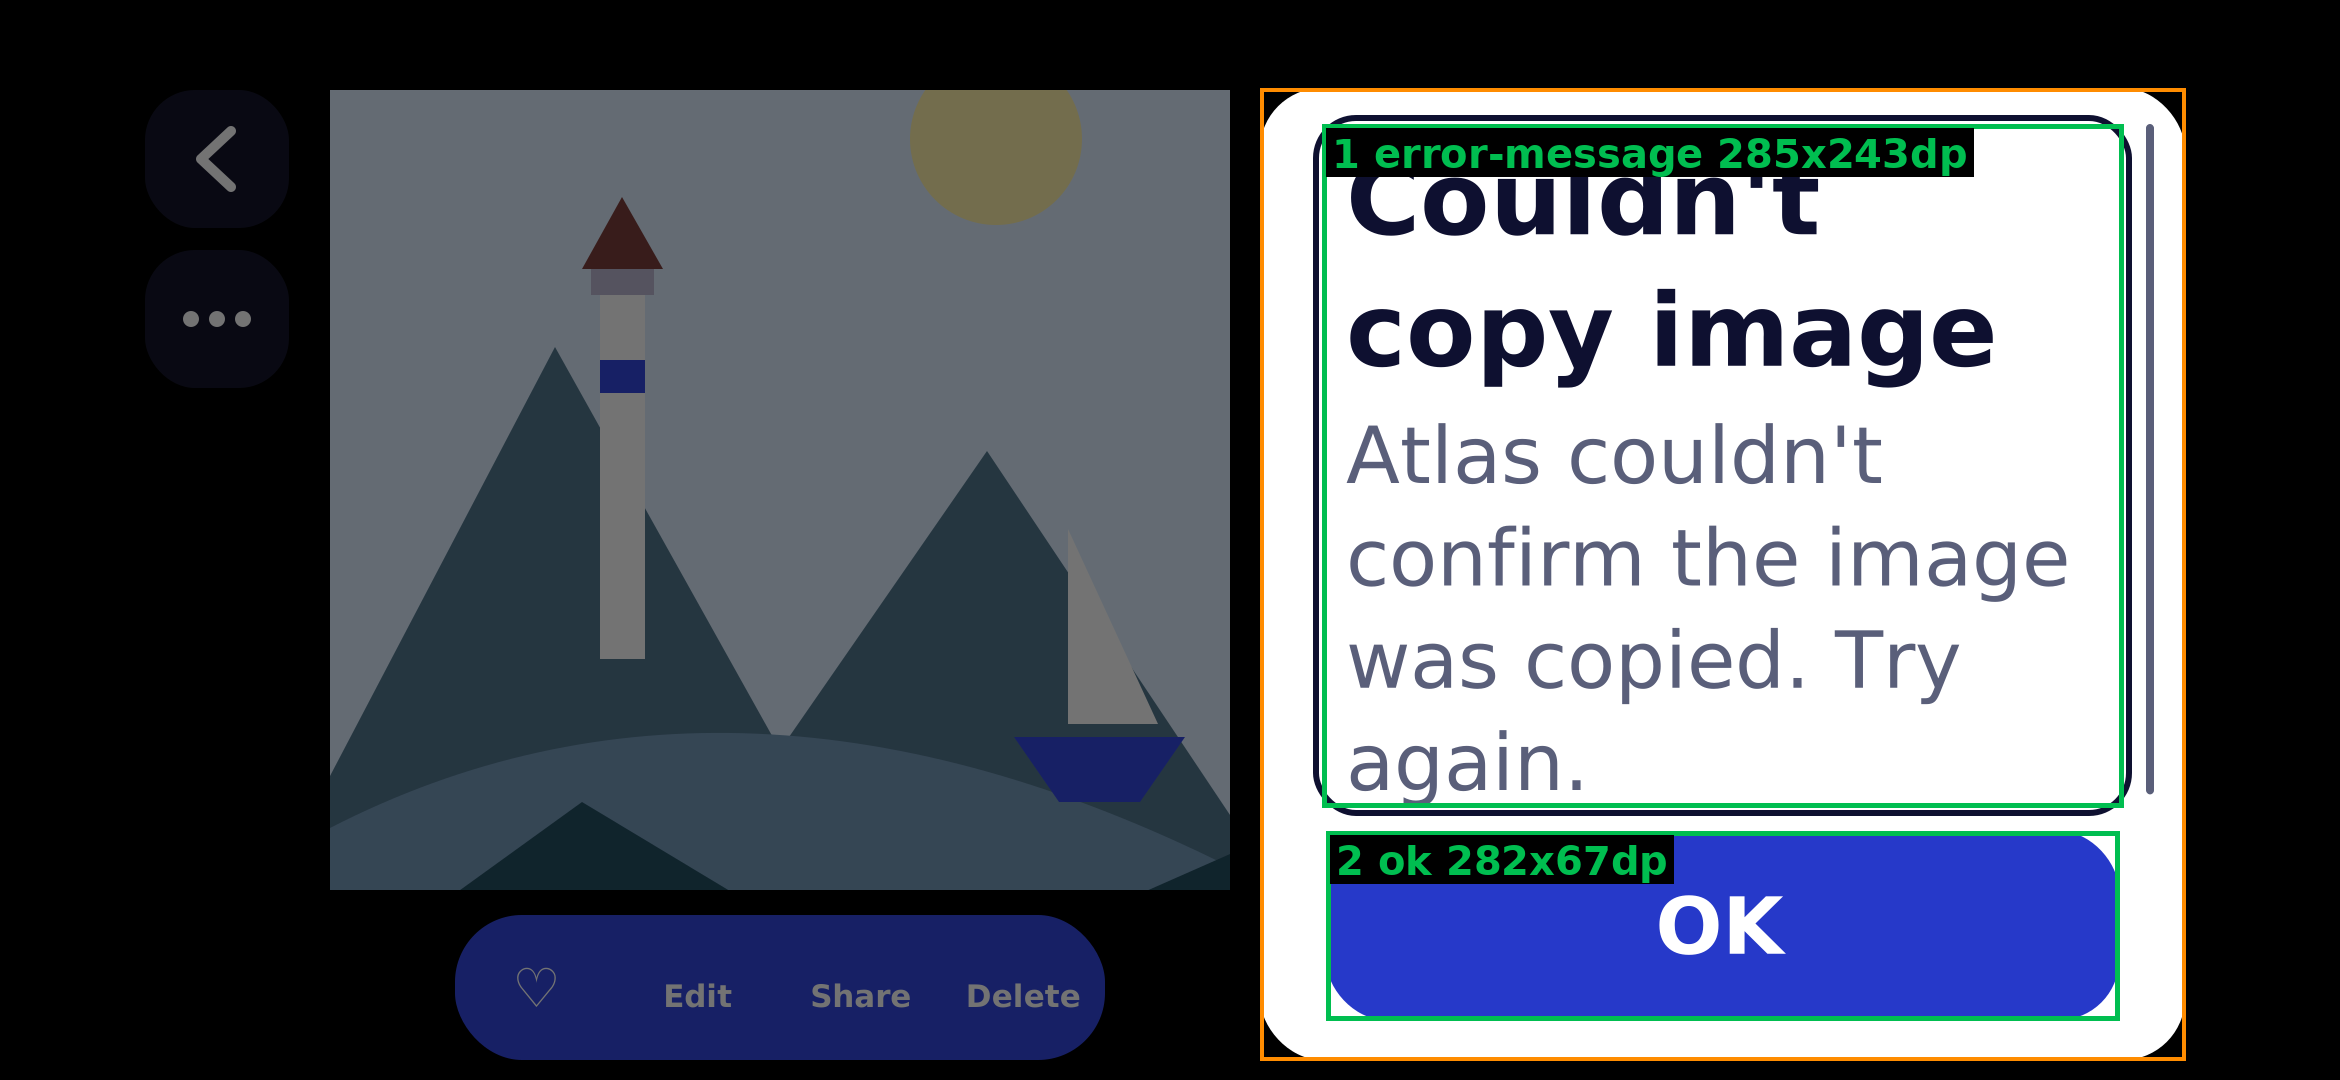 1 error-message 285x243dp
Couldn't
copy image
Atlas couldn't
confirm the image
was copied. Try
again.
2 ok 282x67dp
OK
Edit Share Delete